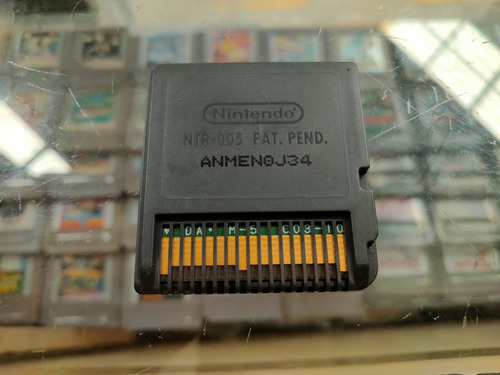 Nintendo
NTR-005 PAT. PEND.
ANMEN0J34
DA M-5 C03-10